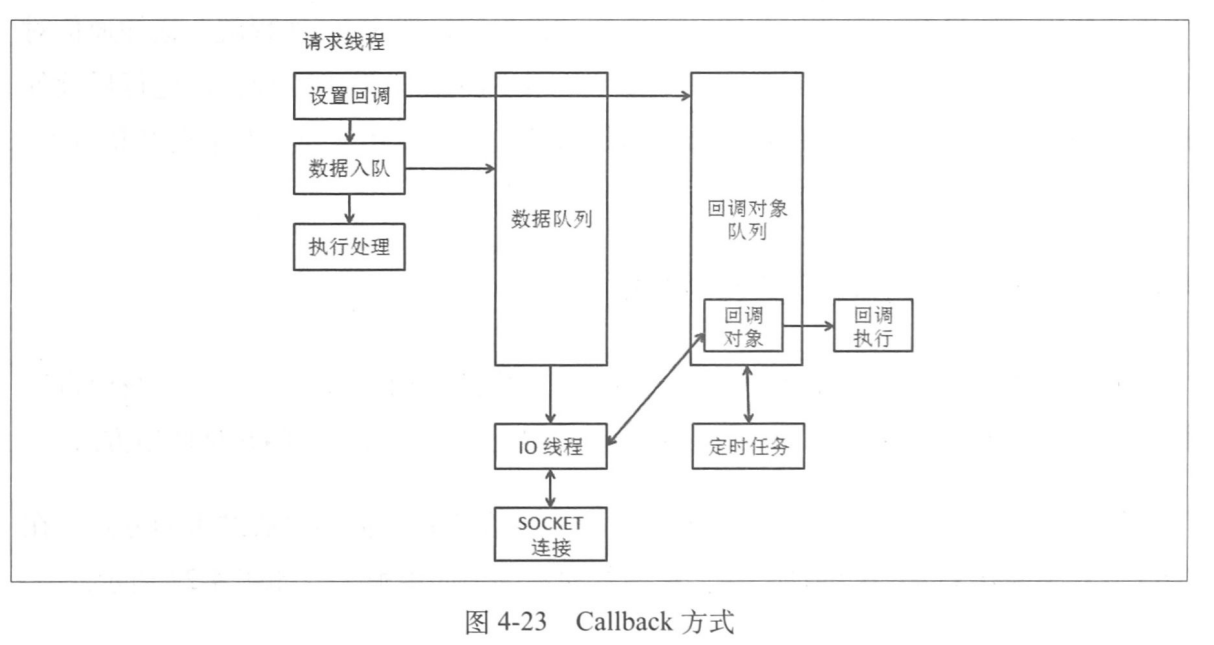 请求线程
设置回调
数据入队
执行处理
数据队列
回调对象
队列
回调
对象
回调
执行
IO 线程
定时任务
SOCKET
连接
图 4-23 Callback 方式